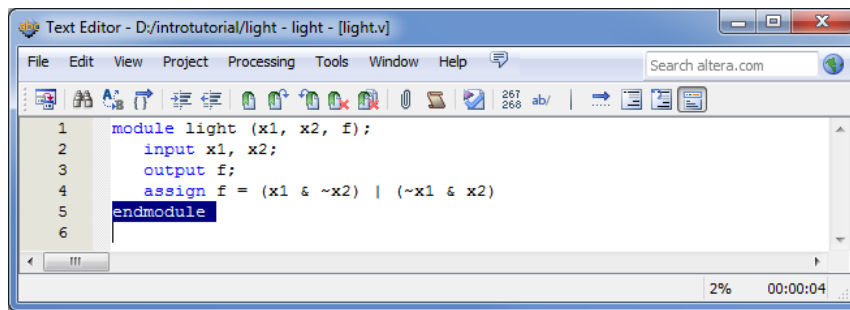 Text Editor - D:/introtutorial/light - light - [light.v]
File Edit View Project Processing Tools Window Help
Search altera.com
267
268
ab/
1 module light (x1, x2, f);
2 input x1, x2;
3 output f;
4 assign f = (x1 & ~x2) | (~x1 & x2)
5 endmodule
6
2% 00:00:04